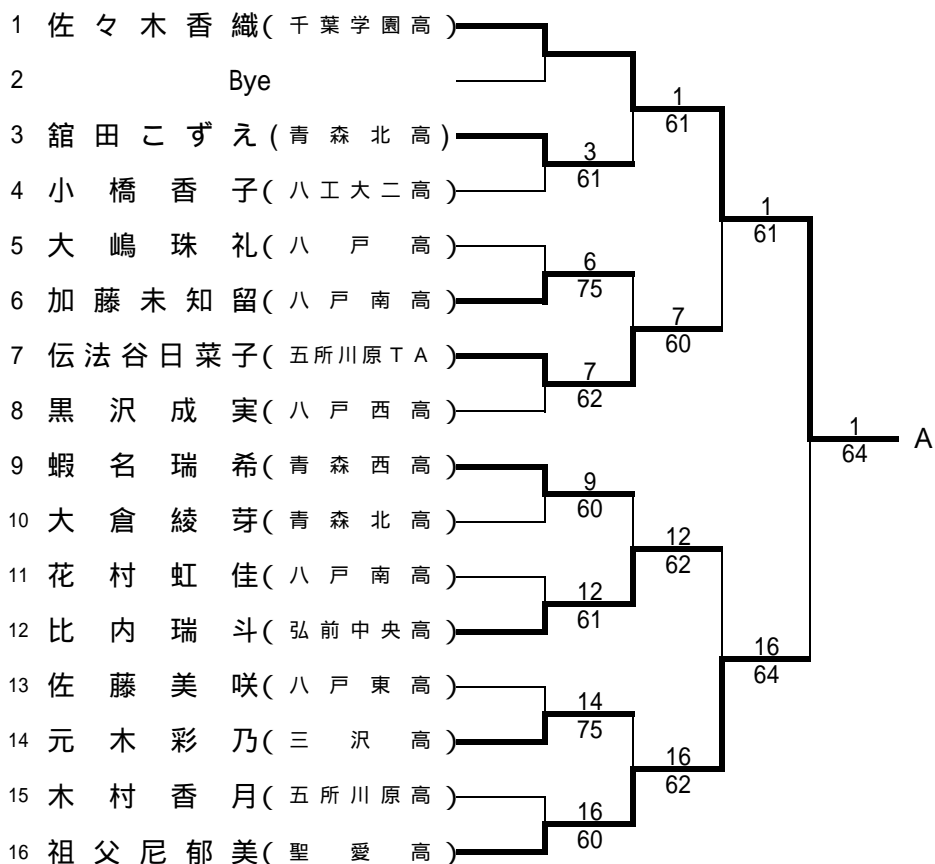 1 佐々木香織(千葉学園高)
2 Bye
3 舘田こずえ(青森北高)
4 小橋香子(八工大二高)
5 大嶋珠礼(八戸高)
6 加藤未知留(八戸南高)
7 伝法谷日菜子(五所川原TA)
8 黒沢成実(八戸西高)
9 蝦名瑞希(青森西高)
10 大倉綾芽(青森北高)
11 花村虹佳(八戸南高)
12 比内瑞斗(弘前中央高)
13 佐藤美咲(八戸東高)
14 元木彩乃(三沢高)
15 木村香月(五所川原高)
16 祖父尼郁美(聖愛高)
3
61
6
75
7
62
9
60
12
61
14
75
16
60
1
61
7
60
12
62
16
62
1
61
16
64
1
64
A